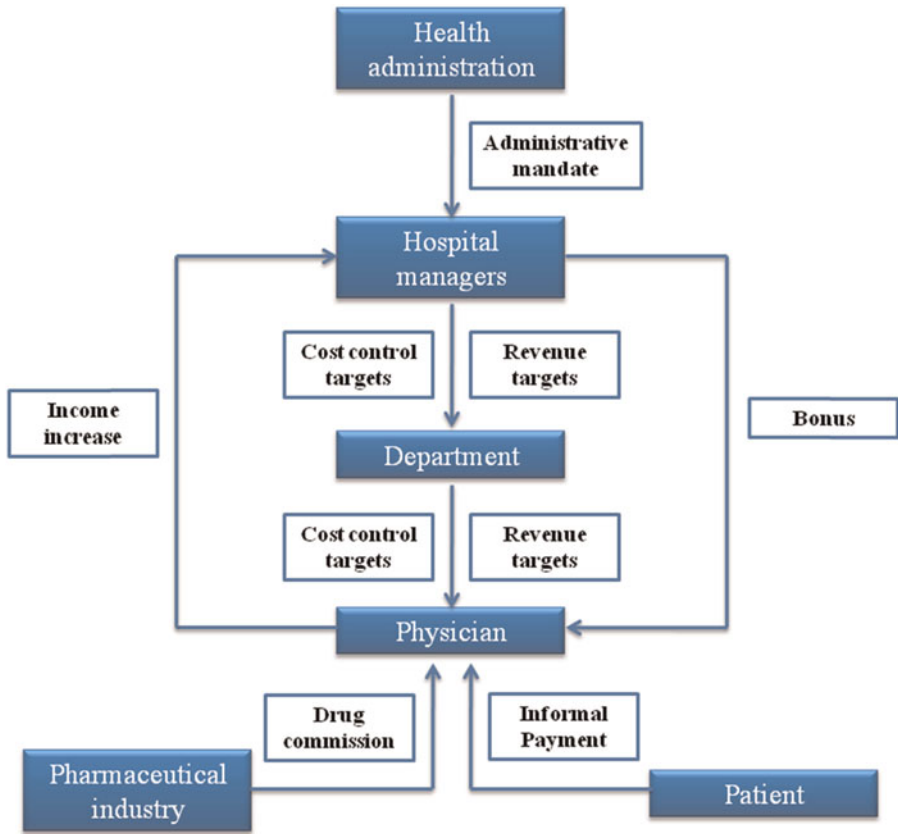 Health
administration
Administrative
mandate
Hospital
managers
Cost control
targets
Revenue
targets
Income
increase
Bonus
Department
Cost control
targets
Revenue
targets
Physician
Drug
commission
Informal
Payment
Pharmaceutical
industry
Patient